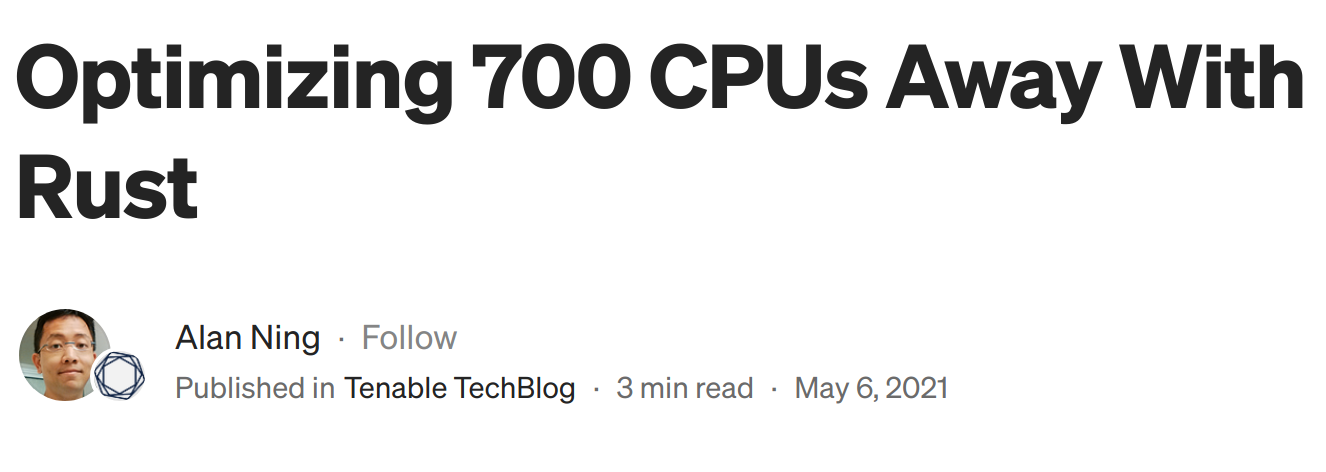 Optimizing 700 CPUs Away With
Rust
Alan Ning · Follow
Published in Tenable TechBlog · 3 min read · May 6, 2021